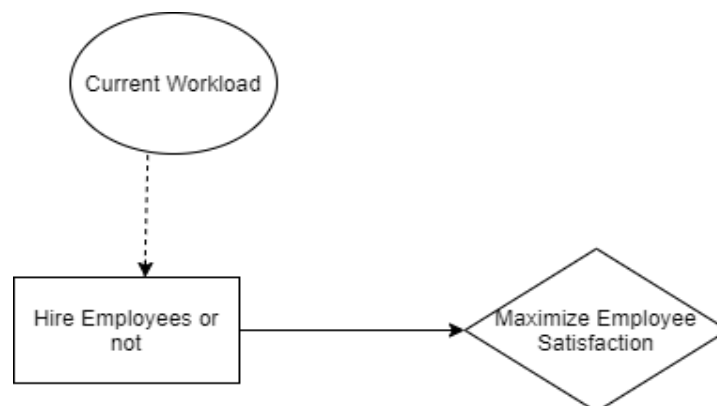 Current Workload
Hire Employees or
not
Maximize Employee
Satisfaction